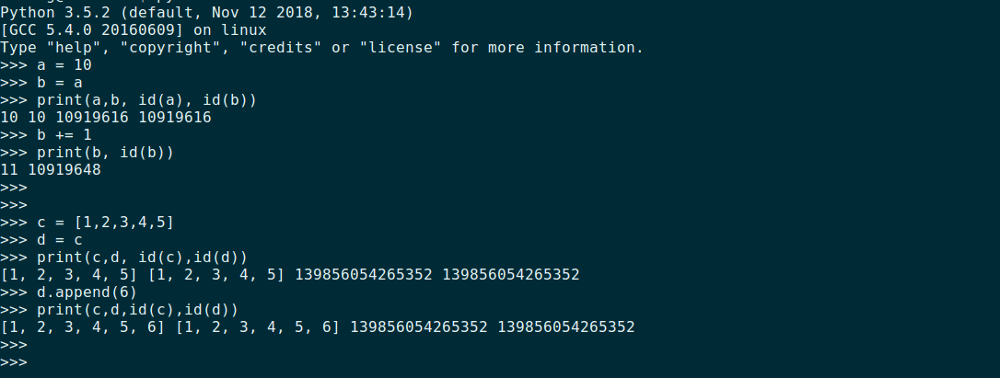 Python 3.5.2 (default, Nov 12 2018, 13:43:14)
[GCC 5.4.0 20160609] on linux
Type "help", "copyright", "credits" or "license" for more information.
>>> a = 10
>>> b = a
>>> print(a,b, id(a), id(b))
10 10 10919616 10919616
>>> b += 1
>>> print(b, id(b))
11 10919648
>>>
>>>
>>> c = [1,2,3,4,5]
>>> d = c
>>> print(c,d, id(c),id(d))
[1, 2, 3, 4, 5] [1, 2, 3, 4, 5] 139856054265352 139856054265352
>>> d.append(6)
>>> print(c,d,id(c),id(d))
[1, 2, 3, 4, 5, 6] [1, 2, 3, 4, 5, 6] 139856054265352 139856054265352
>>>
>>>